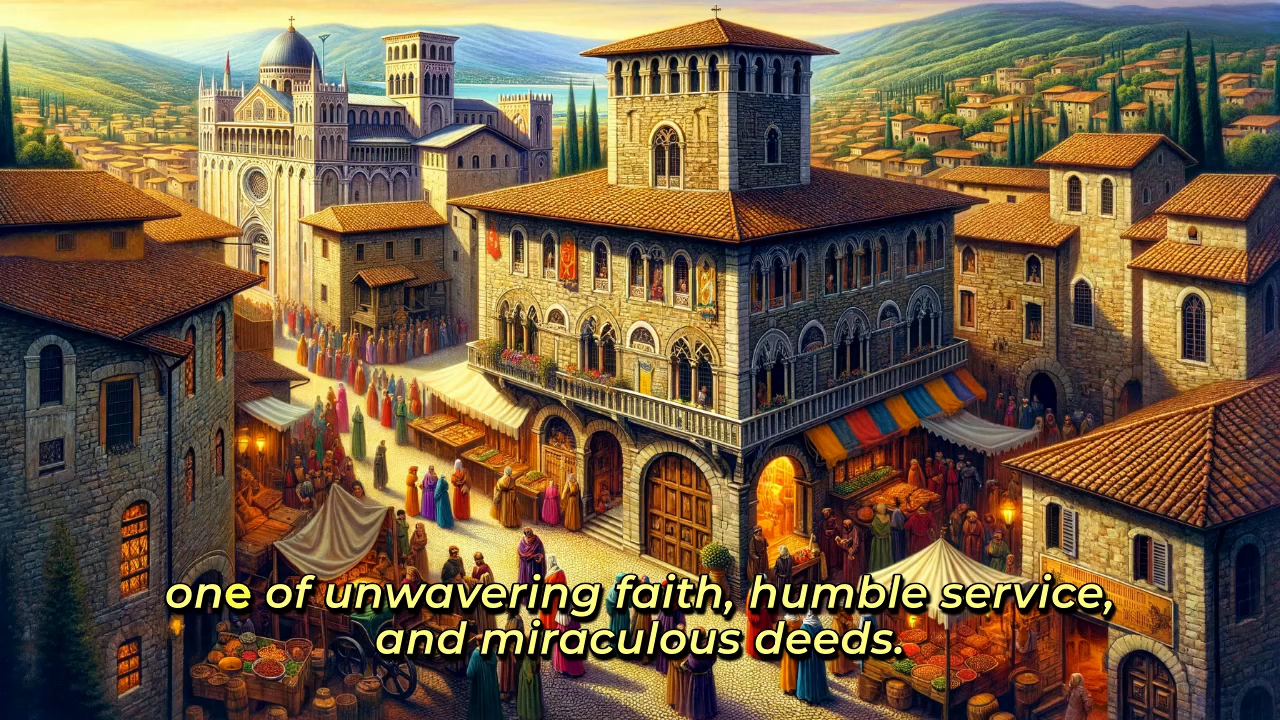 one of unwavering faith, humble service,
and miraculous deeds.